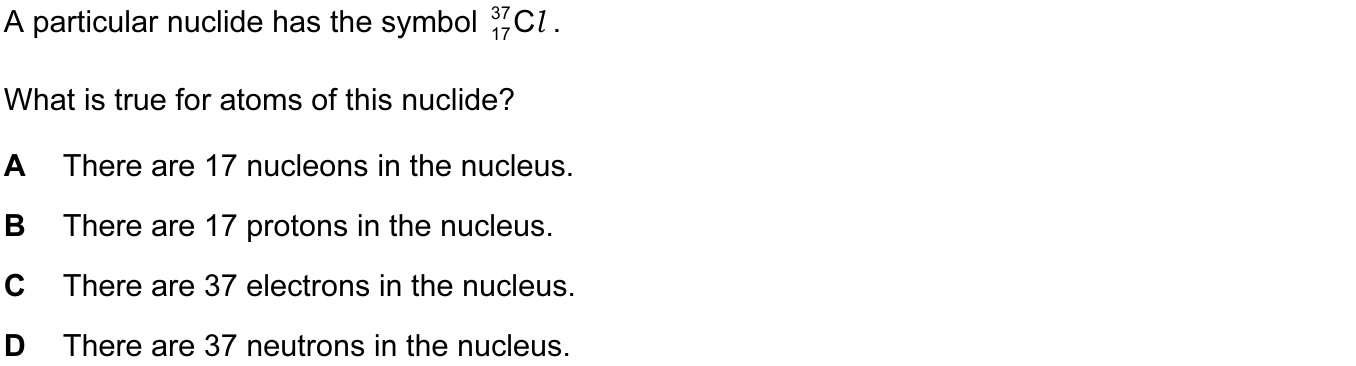 A particular nuclide has the symbol $^{37}_{17}\text{C}l$ .
What is true for atoms of this nuclide?
A There are 17 nucleons in the nucleus.
B There are 17 protons in the nucleus.
C There are 37 electrons in the nucleus.
D There are 37 neutrons in the nucleus.